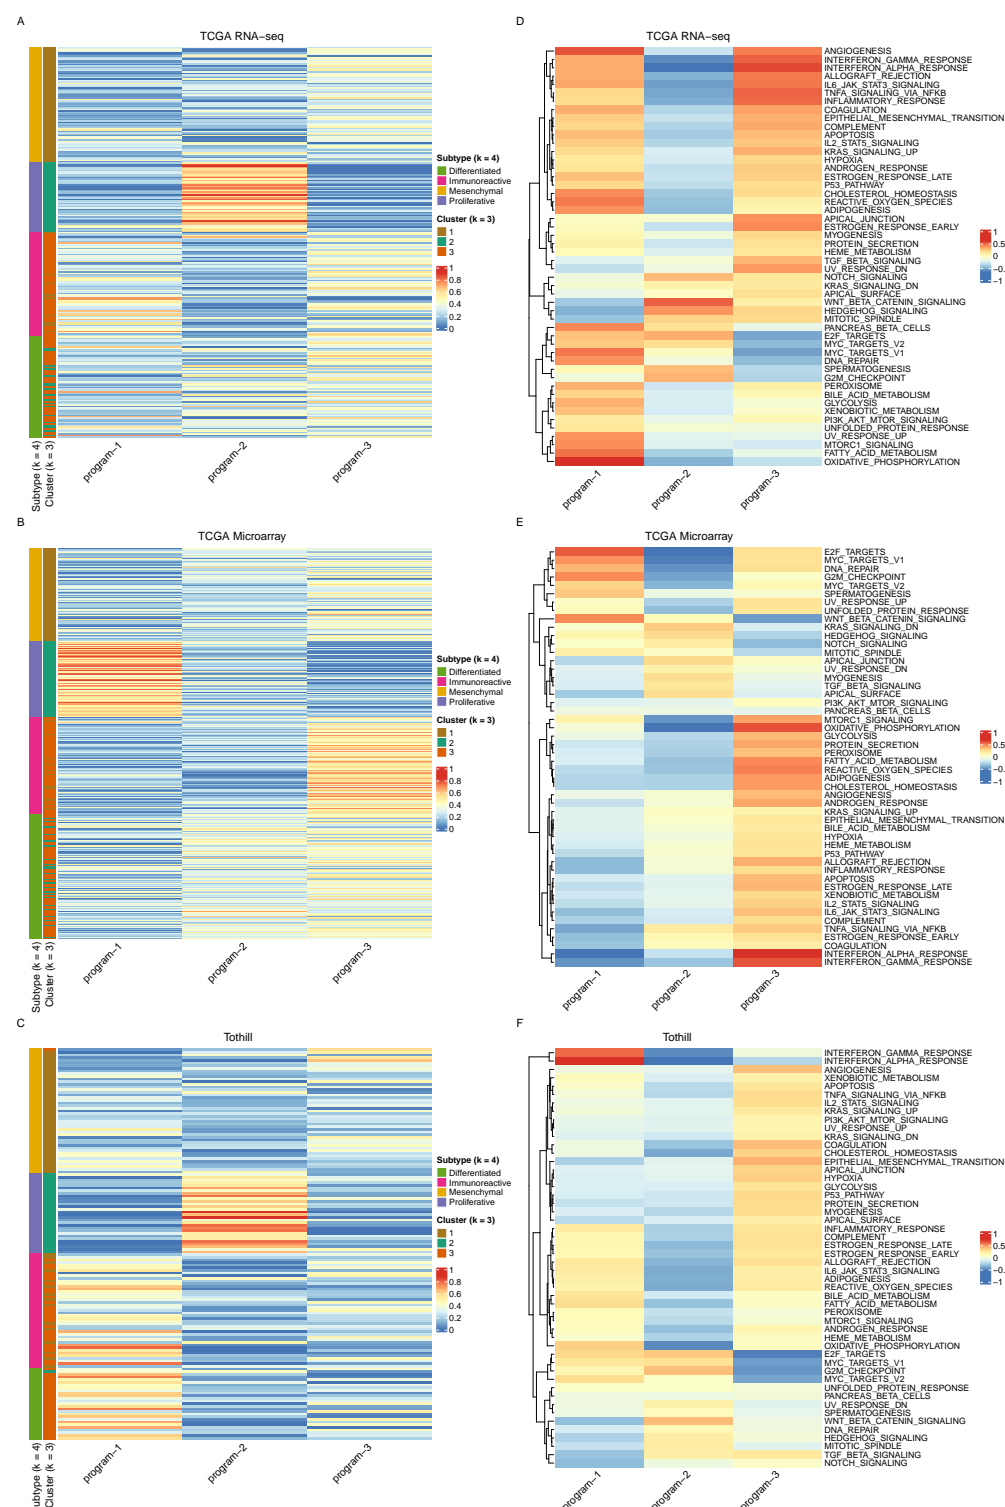 A
TCGA RNA−seq
Subtype (k = 4)
Differentiated
Immunoreactive
Mesenchymal
Proliferative
Cluster (k = 3)
1
2
3
1
0.8
0.6
0.4
0.2
0
Subtype (k = 4)
Cluster (k = 3)
program−1
program−2
program−3
D
TCGA RNA−seq
ANGIOGENESIS
INTERFERON_GAMMA_RESPONSE
INTERFERON_ALPHA_RESPONSE
ALLOGRAFT_REJECTION
IL6_JAK_STAT3_SIGNALING
TNFA_SIGNALING_VIA_NFKB
INFLAMMATORY_RESPONSE
COAGULATION
EPITHELIAL_MESENCHYMAL_TRANSITION
COMPLEMENT
APOPTOSIS
IL2_STAT5_SIGNALING
KRAS_SIGNALING_UP
HYPOXIA
ANDROGEN_RESPONSE
ESTROGEN_RESPONSE_LATE
P53_PATHWAY
CHOLESTEROL_HOMEOSTASIS
REACTIVE_OXYGEN_SPECIES
ADIPOGENESIS
APICAL_JUNCTION
ESTROGEN_RESPONSE_EARLY
MYOGENESIS
PROTEIN_SECRETION
HEME_METABOLISM
TGF_BETA_SIGNALING
UV_RESPONSE_DN
NOTCH_SIGNALING
KRAS_SIGNALING_DN
APICAL_SURFACE
WNT_BETA_CATENIN_SIGNALING
HEDGEHOG_SIGNALING
MITOTIC_SPINDLE
PANCREAS_BETA_CELLS
E2F_TARGETS
MYC_TARGETS_V2
MYC_TARGETS_V1
DNA_REPAIR
SPERMATOGENESIS
G2M_CHECKPOINT
PEROXISOME
BILE_ACID_METABOLISM
GLYCOLYSIS
XENOBIOTIC_METABOLISM
PI3K_AKT_MTOR_SIGNALING
UNFOLDED_PROTEIN_RESPONSE
UV_RESPONSE_UP
MTORC1_SIGNALING
FATTY_ACID_METABOLISM
OXIDATIVE_PHOSPHORYLATION
1
0.5
0
−0.
−1
program−1
program−2
program−3
B
TCGA Microarray
Subtype (k = 4)
Differentiated
Immunoreactive
Mesenchymal
Proliferative
Cluster (k = 3)
1
2
3
1
0.8
0.6
0.4
0.2
0
Subtype (k = 4)
Cluster (k = 3)
program−1
program−2
program−3
E
TCGA Microarray
E2F_TARGETS
MYC_TARGETS_V1
DNA_REPAIR
G2M_CHECKPOINT
MYC_TARGETS_V2
SPERMATOGENESIS
UV_RESPONSE_UP
UNFOLDED_PROTEIN_RESPONSE
WNT_BETA_CATENIN_SIGNALING
KRAS_SIGNALING_DN
HEDGEHOG_SIGNALING
NOTCH_SIGNALING
MITOTIC_SPINDLE
APICAL_JUNCTION
UV_RESPONSE_DN
MYOGENESIS
TGF_BETA_SIGNALING
APICAL_SURFACE
PI3K_AKT_MTOR_SIGNALING
PANCREAS_BETA_CELLS
MTORC1_SIGNALING
OXIDATIVE_PHOSPHORYLATION
GLYCOLYSIS
PROTEIN_SECRETION
PEROXISOME
FATTY_ACID_METABOLISM
REACTIVE_OXYGEN_SPECIES
ADIPOGENESIS
CHOLESTEROL_HOMEOSTASIS
ANGIOGENESIS
ANDROGEN_RESPONSE
KRAS_SIGNALING_UP
EPITHELIAL_MESENCHYMAL_TRANSITION
BILE_ACID_METABOLISM
HYPOXIA
HEME_METABOLISM
P53_PATHWAY
ALLOGRAFT_REJECTION
INFLAMMATORY_RESPONSE
APOPTOSIS
ESTROGEN_RESPONSE_LATE
XENOBIOTIC_METABOLISM
IL2_STAT5_SIGNALING
IL6_JAK_STAT3_SIGNALING
COMPLEMENT
TNFA_SIGNALING_VIA_NFKB
ESTROGEN_RESPONSE_EARLY
COAGULATION
INTERFERON_ALPHA_RESPONSE
INTERFERON_GAMMA_RESPONSE
1
0.5
0
−0.
−1
program−1
program−2
program−3
C
Tothill
Subtype (k = 4)
Differentiated
Immunoreactive
Mesenchymal
Proliferative
Cluster (k = 3)
1
2
3
1
0.8
0.6
0.4
0.2
0
ubtype (k = 4)
Cluster (k = 3)
program−1
program−2
program−3
F
Tothill
INTERFERON_GAMMA_RESPONSE
INTERFERON_ALPHA_RESPONSE
ANGIOGENESIS
XENOBIOTIC_METABOLISM
APOPTOSIS
TNFA_SIGNALING_VIA_NFKB
IL2_STAT5_SIGNALING
KRAS_SIGNALING_UP
PI3K_AKT_MTOR_SIGNALING
UV_RESPONSE_UP
KRAS_SIGNALING_DN
COAGULATION
CHOLESTEROL_HOMEOSTASIS
EPITHELIAL_MESENCHYMAL_TRANSITION
APICAL_JUNCTION
HYPOXIA
GLYCOLYSIS
P53_PATHWAY
PROTEIN_SECRETION
MYOGENESIS
APICAL_SURFACE
INFLAMMATORY_RESPONSE
COMPLEMENT
ESTROGEN_RESPONSE_LATE
ESTROGEN_RESPONSE_EARLY
ALLOGRAFT_REJECTION
IL6_JAK_STAT3_SIGNALING
ADIPOGENESIS
REACTIVE_OXYGEN_SPECIES
BILE_ACID_METABOLISM
FATTY_ACID_METABOLISM
PEROXISOME
MTORC1_SIGNALING
ANDROGEN_RESPONSE
HEME_METABOLISM
OXIDATIVE_PHOSPHORYLATION
E2F_TARGETS
MYC_TARGETS_V1
G2M_CHECKPOINT
MYC_TARGETS_V2
UNFOLDED_PROTEIN_RESPONSE
PANCREAS_BETA_CELLS
UV_RESPONSE_DN
SPERMATOGENESIS
WNT_BETA_CATENIN_SIGNALING
DNA_REPAIR
HEDGEHOG_SIGNALING
MITOTIC_SPINDLE
TGF_BETA_SIGNALING
NOTCH_SIGNALING
1
0.5
0
−0.
−1
program−1
program−2
program−3